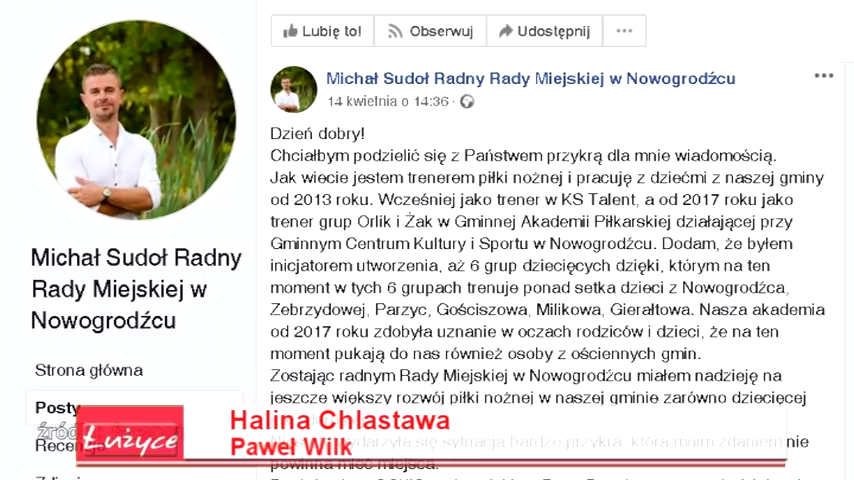 Lubię to!
Obserwuj
Udostępnij
Michał Sudoł Radny Rady Miejskiej w Nowogrodźcu
14 kwietnia o 14:36 ·
Dzień dobry!
Chciałbym podzielić się z Państwem przykrą dla mnie wiadomością.
Jak wiecie jestem trenerem piłki nożnej i pracuję z dziećmi z naszej gminy
od 2013 roku. Wcześniej jako trener w KS Talent, a od 2017 roku jako
trener grup Orlik i Żak w Gminnej Akademii Piłkarskiej działającej przy
Gminnym Centrum Kultury i Sportu w Nowogrodźcu. Dodam, że byłem
inicjatorem utworzenia, aż 6 grup dziecięcych dzięki, którym na ten
moment w tych 6 grupach trenuje ponad setka dzieci z Nowogrodźca,
Zebrzydowej, Parzyc, Gościszowa, Milikowa, Gierałtowa. Nasza akademia
od 2017 roku zdobyła uznanie w oczach rodziców i dzieci, że na ten
moment pukają do nas również osoby z ościennych gmin.
Zostając radnym Rady Miejskiej w Nowogrodźcu miałem nadzieję na
jeszcze większy rozwój piłki nożnej w naszej gminie zarówno dziecięcej
wydarzyła się sytuacja bardzo przykra, która moim zdaniem nie
powinna mieć miejsca.
Michał Sudoł Radny
Rady Miejskiej w
Nowogrodźcu
Strona główna
Posty
Łużyce
Halina Chlastawa
Paweł Wilk